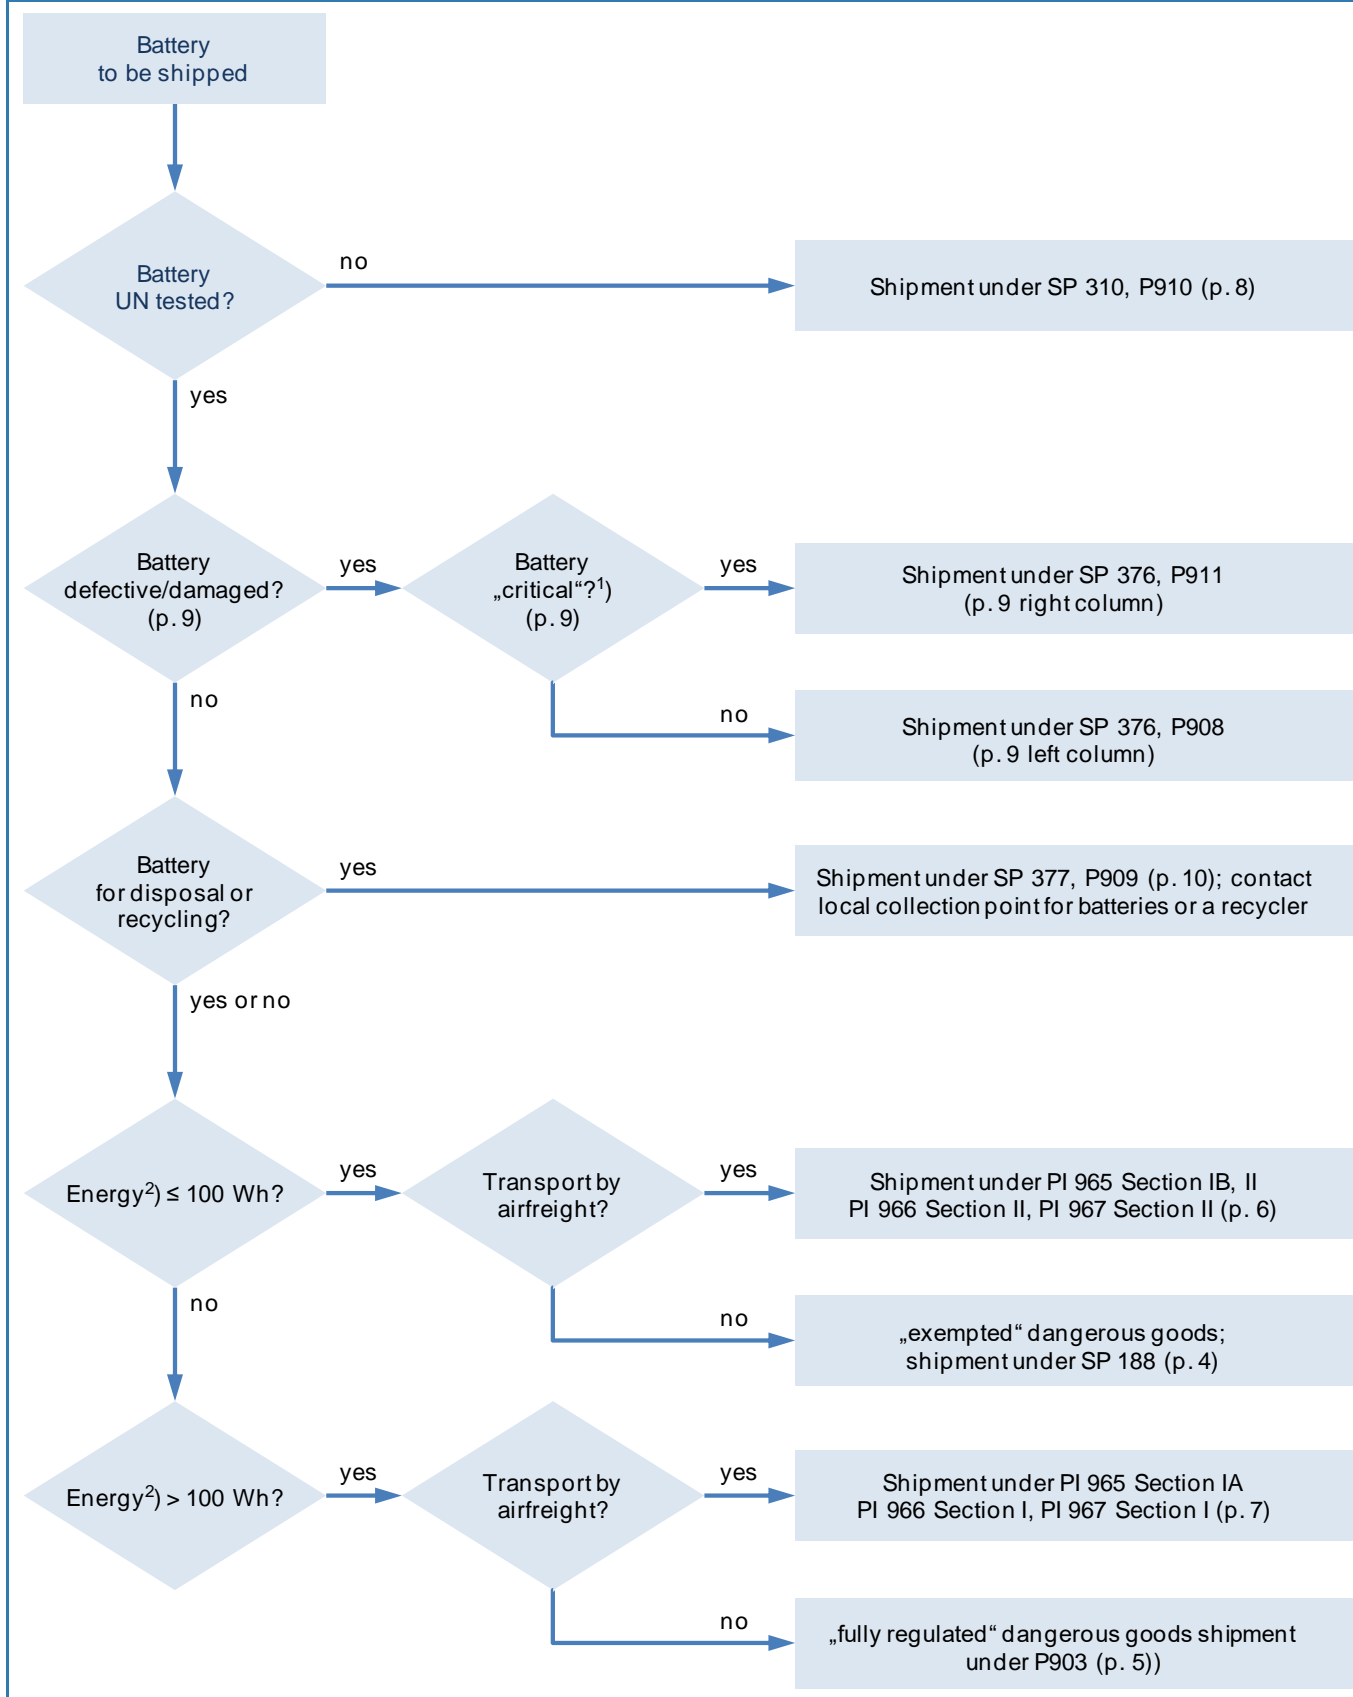 Battery
to be shipped
Battery
UN tested?
no
Shipment under SP 310, P910 (p. 8)
yes
Battery
defective/damaged?
(p. 9)
yes
Battery
„critical“?¹)
(p. 9)
yes
Shipment under SP 376, P911
(p. 9 right column)
no
no
Shipment under SP 376, P908
(p. 9 left column)
Battery
for disposal or
recycling?
yes
Shipment under SP 377, P909 (p. 10); contact
local collection point for batteries or a recycler
yes or no
Energy²) ≤ 100 Wh?
yes
Transport by
airfreight?
yes
Shipment under PI 965 Section IB, II
PI 966 Section II, PI 967 Section II (p. 6)
no
no
„exempted“ dangerous goods;
shipment under SP 188 (p. 4)
Energy²) > 100 Wh?
yes
Transport by
airfreight?
yes
Shipment under PI 965 Section IA
PI 966 Section I, PI 967 Section I (p. 7)
no
„fully regulated“ dangerous goods shipment
under P903 (p. 5))